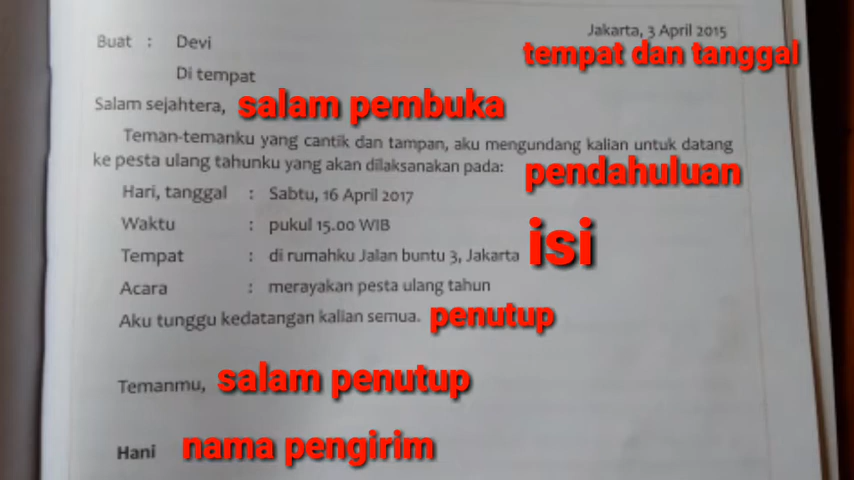 Jakarta, 3 April 2015
Buat : Devi
tempat dan tanggal
Di tempat
Salam sejahtera, salam pembuka
Teman-temanku yang cantik dan tampan, aku mengundang kalian untuk datang
ke pesta ulang tahunku yang akan dilaksanakan pada: pendahuluan
Hari, tanggal : Sabtu, 16 April 2017
Waktu : pukul 15.00 WIB
Tempat : di rumahku Jalan buntu 3, Jakarta isi
Acara : merayakan pesta ulang tahun
Aku tunggu kedatangan kalian semua. penutup
Temanmu, salam penutup
Hani nama pengirim